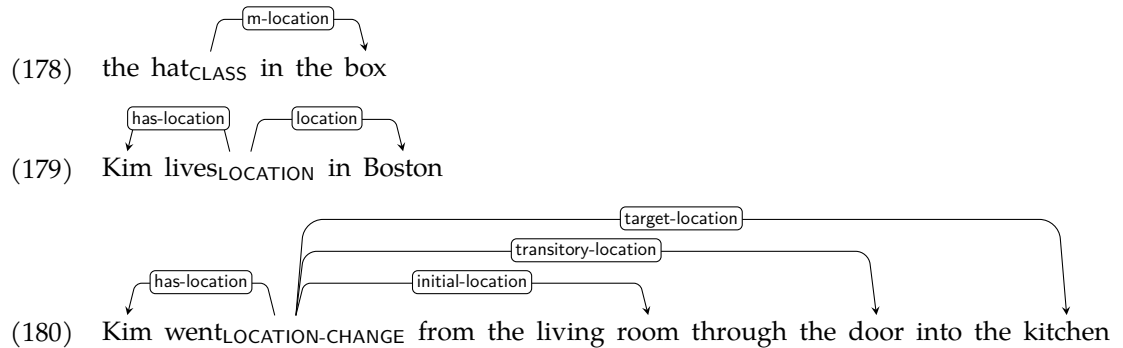 m-location
(178) the hatCLASS in the box
has-location location
(179) Kim livesLOCATION in Boston
target-location
transitory-location
has-location initial-location
(180) Kim wentLOCATION-CHANGE from the living room through the door into the kitchen